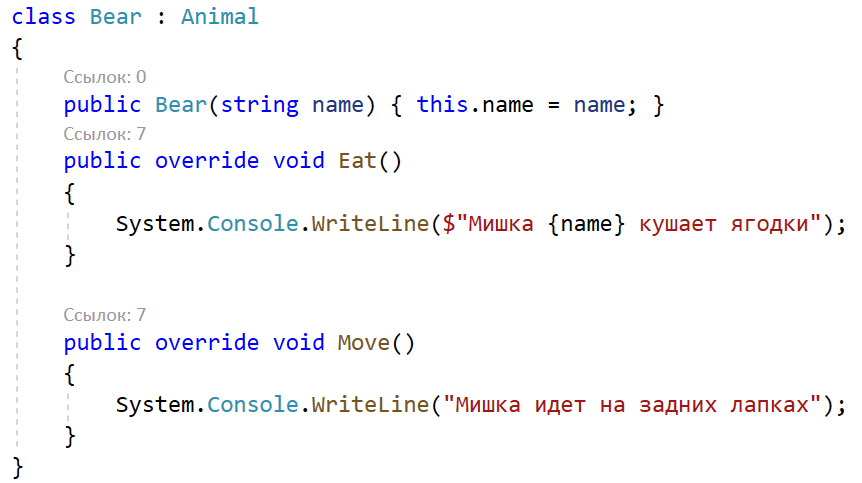 class Bear : Animal
{
Ссылок: 0
public Bear(string name) { this.name = name; }
Ссылок: 7
public override void Eat()
{
System.Console.WriteLine($"Мишка {name} кушает ягодки");
}
Ссылок: 7
public override void Move()
{
System.Console.WriteLine("Мишка идет на задних лапках");
}
}